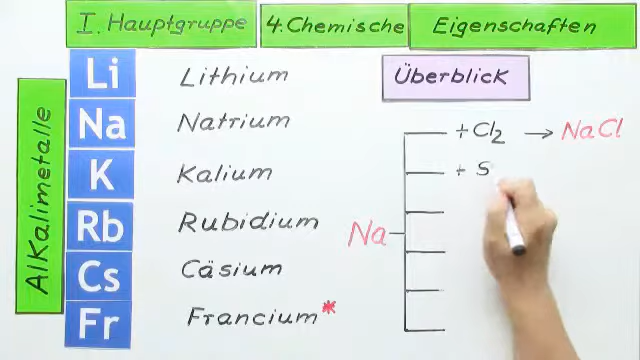 I. Hauptgruppe 4. Chemische Eigenschaften
Alkalimetalle
Li Lithium
Na Natrium
K Kalium
Rb Rubidium
Cs Cäsium
Fr Francium*
Überblick
Na
+ Cl₂ → NaCl
+ S